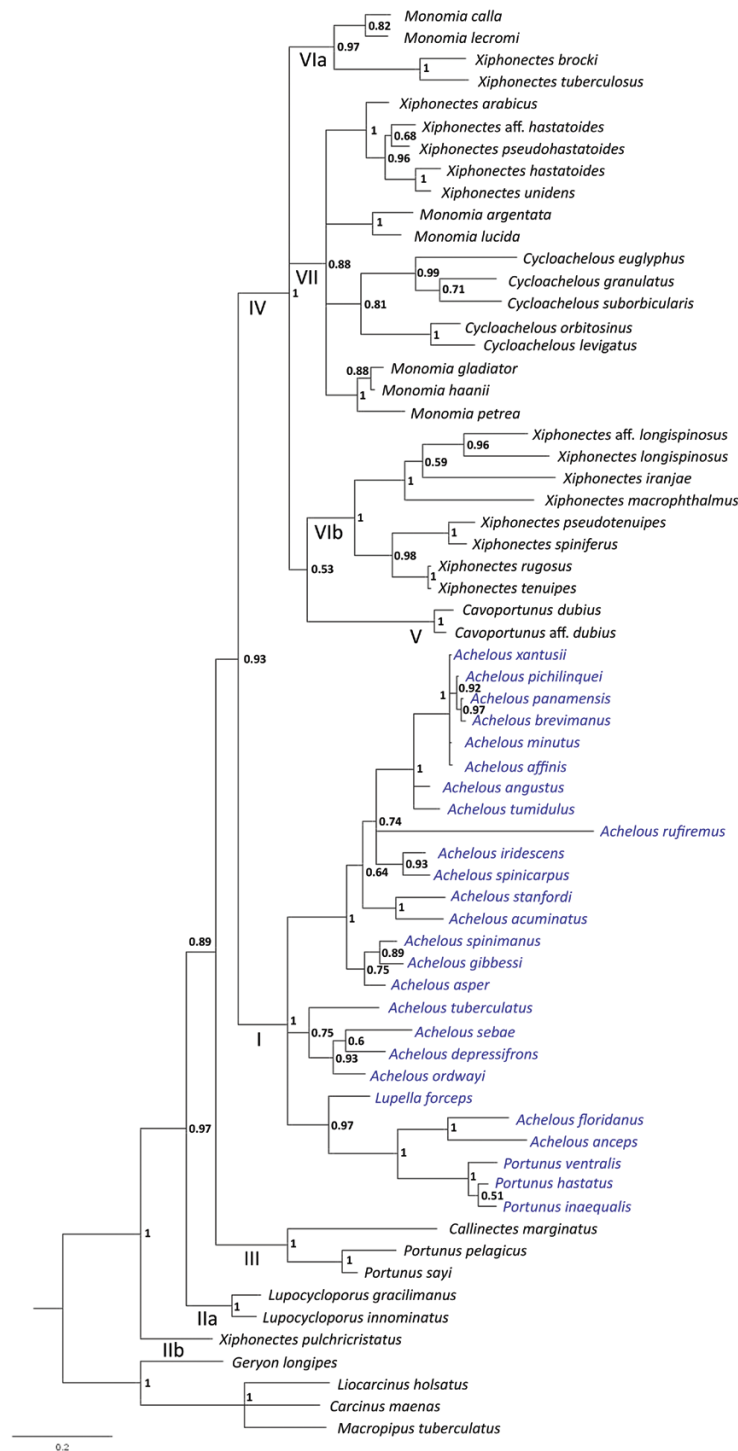 Monomia calla
0.82
Monomia lecromi
0.97
VIa
Xiphonectes brocki
1
Xiphonectes tuberculosus
Xiphonectes arabicus
1
Xiphonectes aff. hastatoides
0.68
Xiphonectes pseudohastatoides
0.96
Xiphonectes hastatoides
1
Xiphonectes unidens
Monomia argentata
1
Monomia lucida
VII
0.88
Cycloachelous euglyphus
0.99
Cycloachelous granulatus
0.71
Cycloachelous suborbicularis
0.81
Cycloachelous orbitosinus
1
Cycloachelous levigatus
IV
1
Monomia gladiator
0.88
Monomia haanii
1
Monomia petrea
Xiphonectes aff. longispinosus
0.96
Xiphonectes longispinosus
0.59
Xiphonectes iranjae
1
Xiphonectes macrophthalmus
VIb
1
Xiphonectes pseudotenuipes
1
Xiphonectes spiniferus
0.98
Xiphonectes rugosus
1
Xiphonectes tenuipes
0.53
Cavoportunus dubius
1
Cavoportunus aff. dubius
V
0.93
Achelous xantusii
Achelous pichilinquei
0.92
1
Achelous panamensis
0.97
Achelous brevimanus
Achelous minutus
Achelous affinis
1
Achelous angustus
Achelous tumidulus
0.74
Achelous rufiremus
Achelous iridescens
0.93
Achelous spinicarpus
0.64
Achelous stanfordi
1
Achelous acuminatus
1
Achelous spinimanus
0.89
Achelous gibbessi
0.75
Achelous asper
0.89
Achelous tuberculatus
1
I
0.75
Achelous sebae
0.6
Achelous depressifrons
0.93
Achelous ordwayi
Lupella forceps
0.97
Achelous floridanus
1
Achelous anceps
1
Portunus ventralis
1
Portunus hastatus
0.51
Portunus inaequalis
0.97
Callinectes marginatus
1
III
Portunus pelagicus
1
Portunus sayi
1
Lupocycloporus gracilimanus
1
IIa
Lupocycloporus innominatus
Xiphonectes pulchricristatus
IIb
Geryon longipes
1
Liocarcinus holsatus
1
Carcinus maenas
Macropipus tuberculatus
0.2